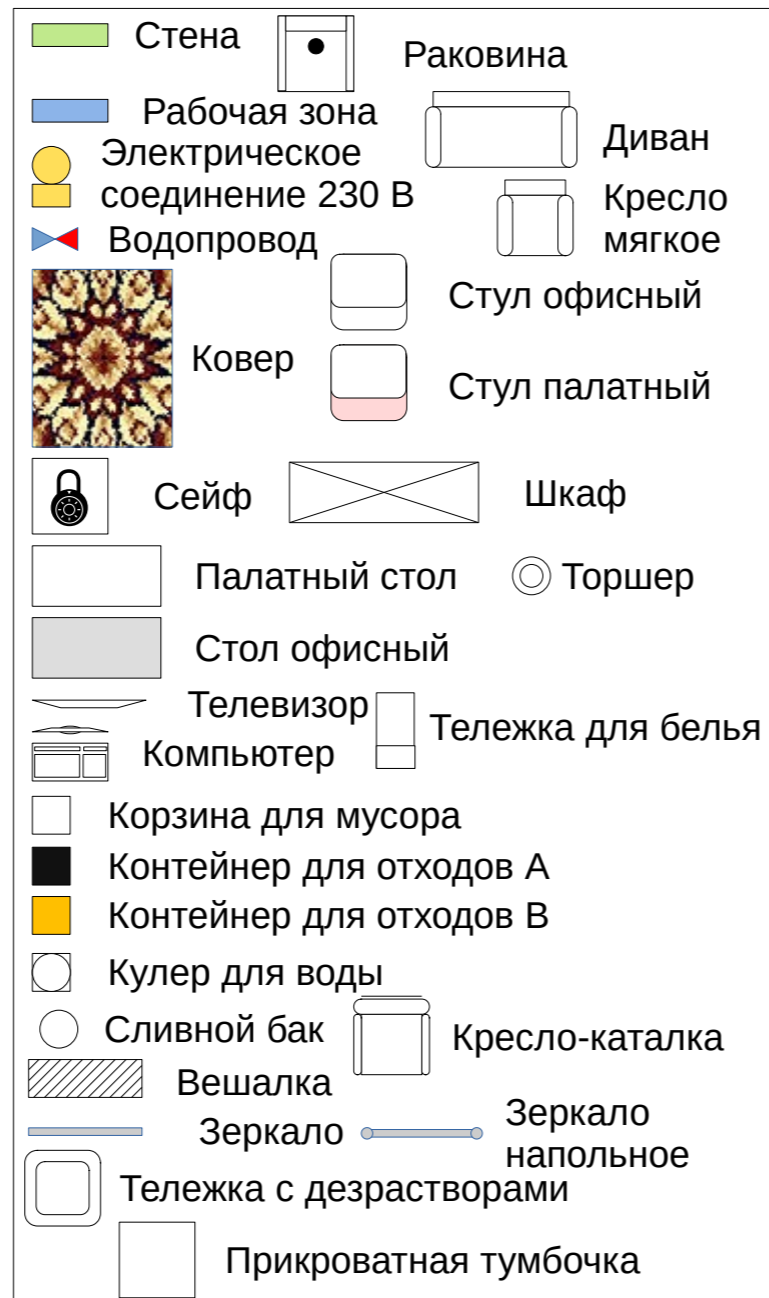 Стена
Раковина
Рабочая зона
Диван
Электрическое
соединение 230 В
Кресло
мягкое
Водопровод
Стул офисный
Ковер
Стул палатный
Сейф
Шкаф
Палатный стол
Торшер
Стол офисный
Телевизор
Тележка для белья
Компьютер
Корзина для мусора
Контейнер для отходов А
Контейнер для отходов В
Кулер для воды
Сливной бак
Кресло-каталка
Вешалка
Зеркало
Зеркало
напольное
Тележка с дезрастворами
Прикроватная тумбочка